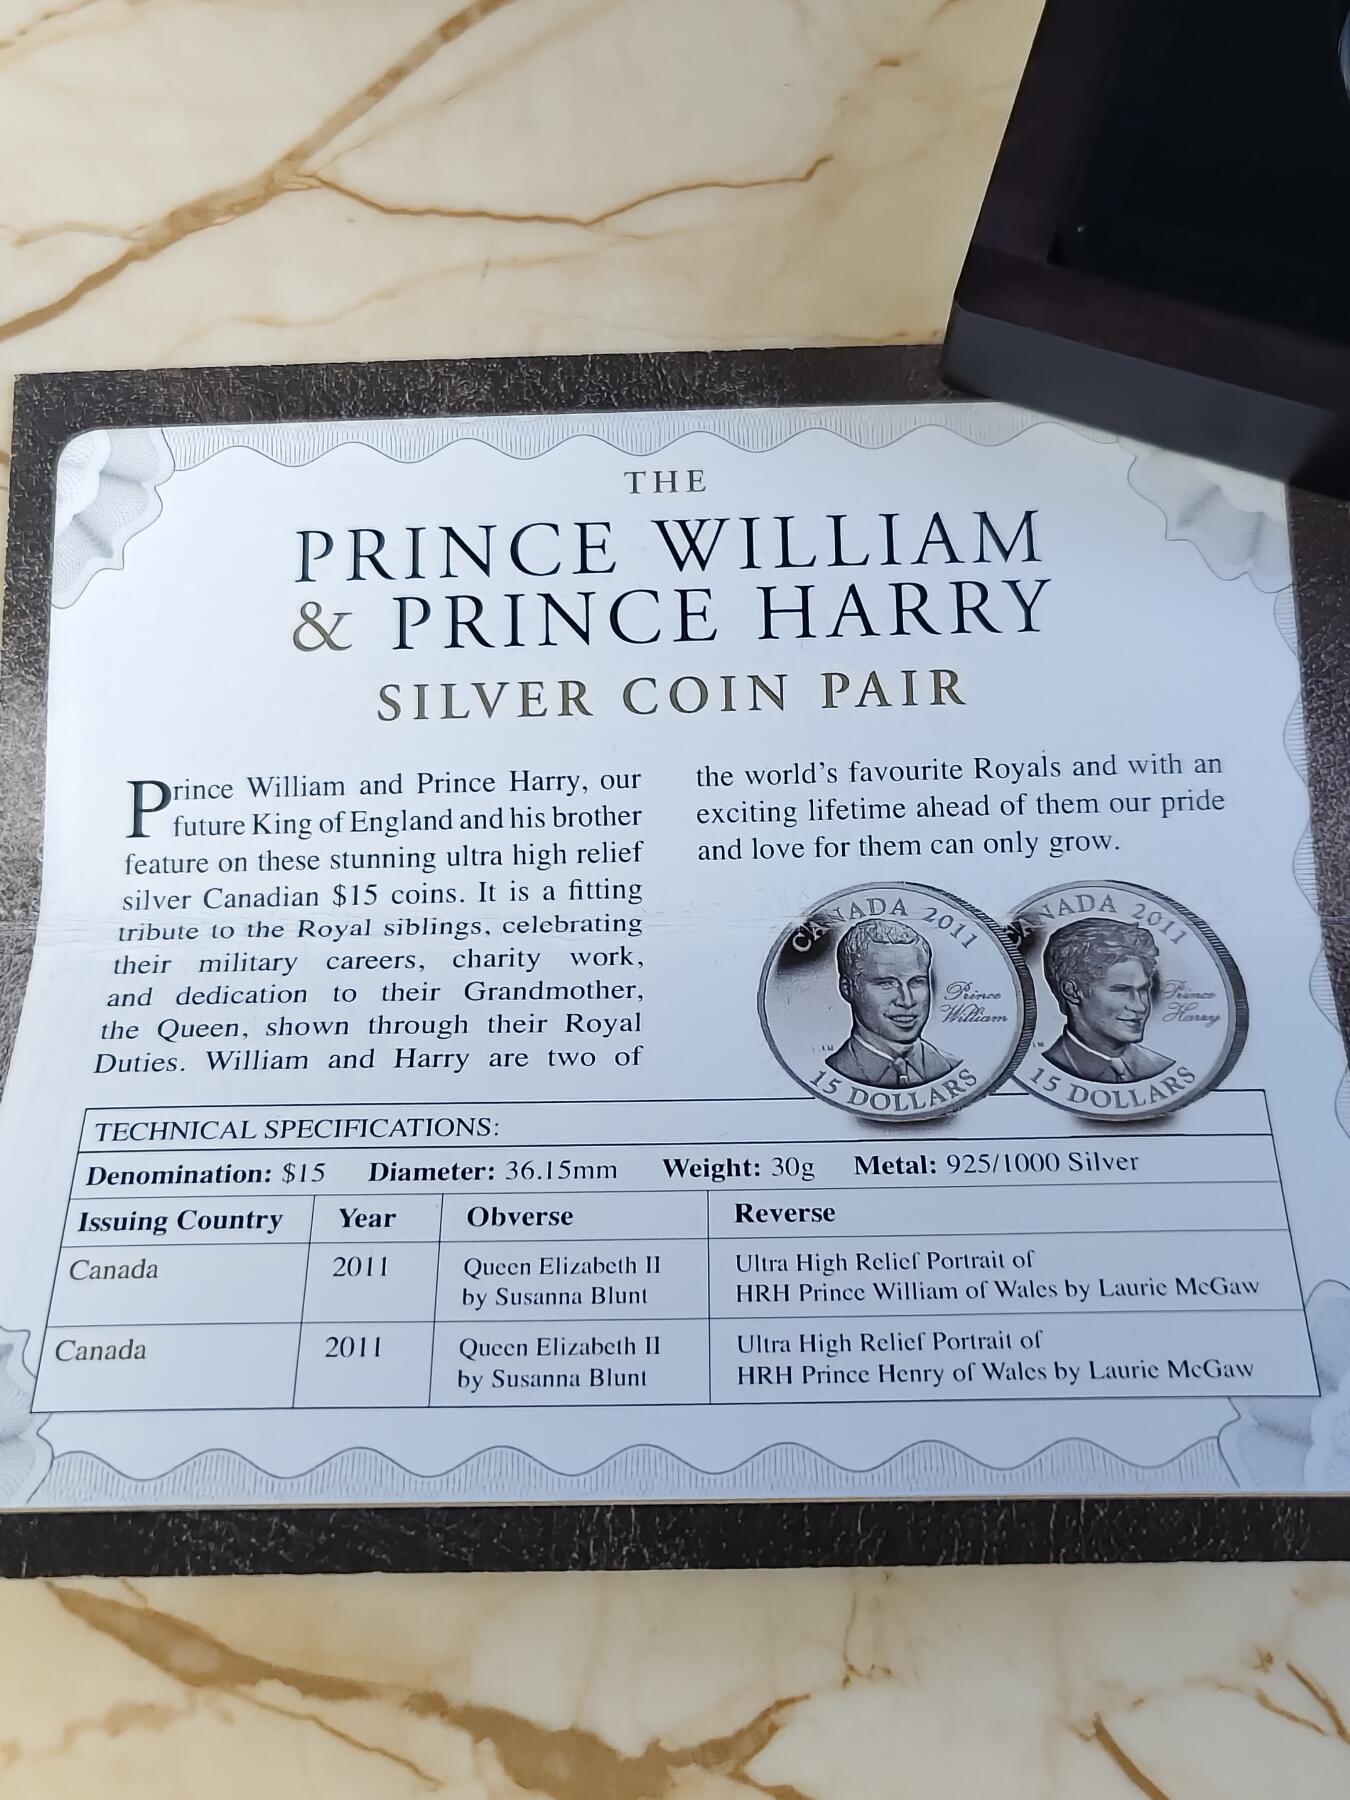 THE
PRINCE WILLIAM
& PRINCE HARRY
SILVER COIN PAIR
Prince William and Prince Harry, our
future King of England and his brother
feature on these stunning ultra high relief
silver Canadian $15 coins. It is a fitting
tribute to the Royal siblings, celebrating
their military careers, charity work,
and dedication to their Grandmother,
the Queen, shown through their Royal
Duties. William and Harry are two of
the world's favourite Royals and with an
exciting lifetime ahead of them our pride
and love for them can only grow.
CANADA 2011
Prince
William
15 DOLLARS
CANADA 2011
Prince
Harry
15 DOLLARS
TECHNICAL SPECIFICATIONS:
Denomination: $15 Diameter: 36.15mm Weight: 30g Metal: 925/1000 Silver
Issuing Country Year Obverse Reverse
Canada 2011 Queen Elizabeth II Ultra High Relief Portrait of
by Susanna Blunt HRH Prince William of Wales by Laurie McGaw
Canada 2011 Queen Elizabeth II Ultra High Relief Portrait of
by Susanna Blunt HRH Prince Henry of Wales by Laurie McGaw